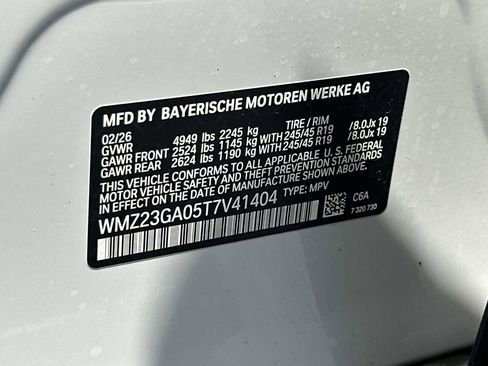 MFD BY BAYERISCHE MOTOREN WERKE AG
02/26 TIRE / RIM
GVWR 4949 lbs 2245 kg
GAWR FRONT 2524 lbs 1145 kg WITH 245/45 R19 / 8.0Jx 19
GAWR REAR 2624 lbs 1190 kg WITH 245/45 R19 / 8.0Jx 19
THIS VEHICLE CONFORMS TO ALL APPLICABLE U. S. FEDERAL
MOTOR VEHICLE SAFETY AND THEFT PREVENTION STANDARDS
IN EFFECT ON THE DATE OF MANUFACTURE SHOWN ABOVE.
WMZ23GA05T7V41404 TYPE: MPV
C6A
7 320 730